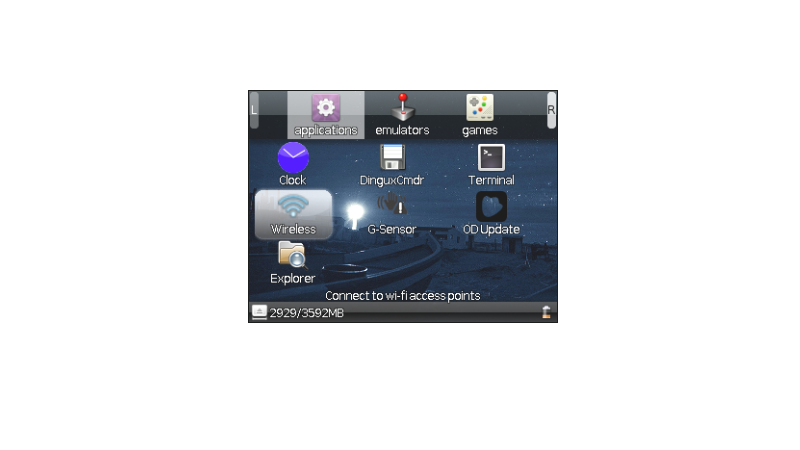 L R
applications emulators games
Clock DinguxCmdr Terminal
Wireless G-Sensor OD Update
Explorer
Connect to wi-fi access points
2929/3592MB